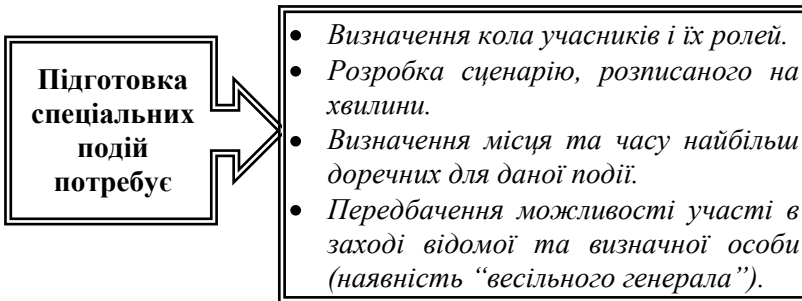 Підготовка
спеціальних
подій
потребує
• Визначення кола учасників і їх ролей.
• Розробка сценарію, розписаного на
хвилини.
• Визначення місця та часу найбільш
доречних для даної події.
• Передбачення можливості участі в
заході відомої та визначної особи
(наявність “весільного генерала”).